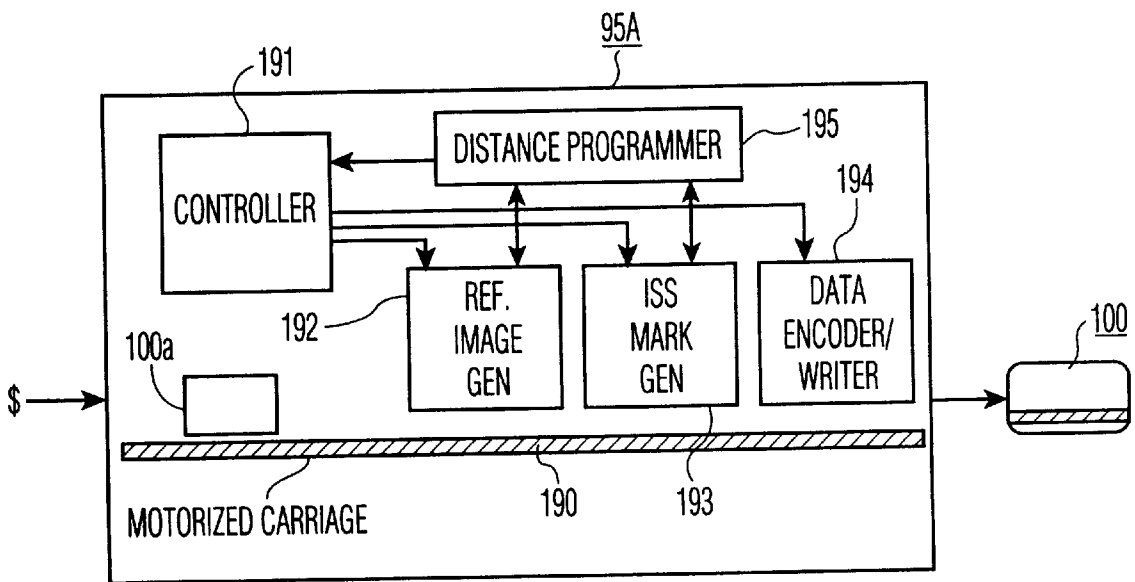 95A
191
DISTANCE PROGRAMMER
195
CONTROLLER
194
192
REF.
IMAGE
GEN
ISS
MARK
GEN
DATA
ENCODER/
WRITER
100a
100
$
190
193
MOTORIZED CARRIAGE